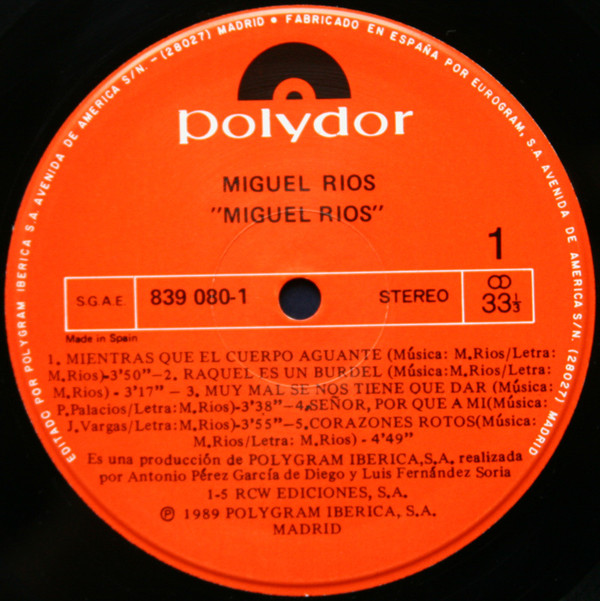 EDITADO POR POLYGRAM IBERICA S.A. AVENIDA DE AMERICA S/N. - (28027) MADRID • FABRICADO EN ESPAÑA POR EUROGRAM, S.A. AVENIDA DE AMERICA S/N. (28027) MADRID
polydor
MIGUEL RIOS
"MIGUEL RIOS"
1
S.G.A.E. 839 080-1 STEREO 33⅓
Made in Spain
1. MIENTRAS QUE EL CUERPO AGUANTE (Música: M.Rios/Letra:
M.Rios)-3'50"-2. RAQUEL ES UN BURDEL (Música:M.Rios/Letra:
M.Rios) - 3'17" - 3. MUY MAL SE NOS TIENE QUE DAR (Música:
P.Palacios/Letra:M.Rios)-3'38"-4.SEÑOR, POR QUE A MI(Música:
J.Vargas/Letra:M.Rios)-3'55"-5.CORAZONES ROTOS(Música:
M.Rios/Letra: M.Rios) - 4'49"
Es una producción de POLYGRAM IBERICA,S.A, realizada
por Antonio Pérez García de Diego y Luis Fernández Soria
1-5 RCW EDICIONES, S.A.
℗ 1989 POLYGRAM IBERICA, S.A.
MADRID